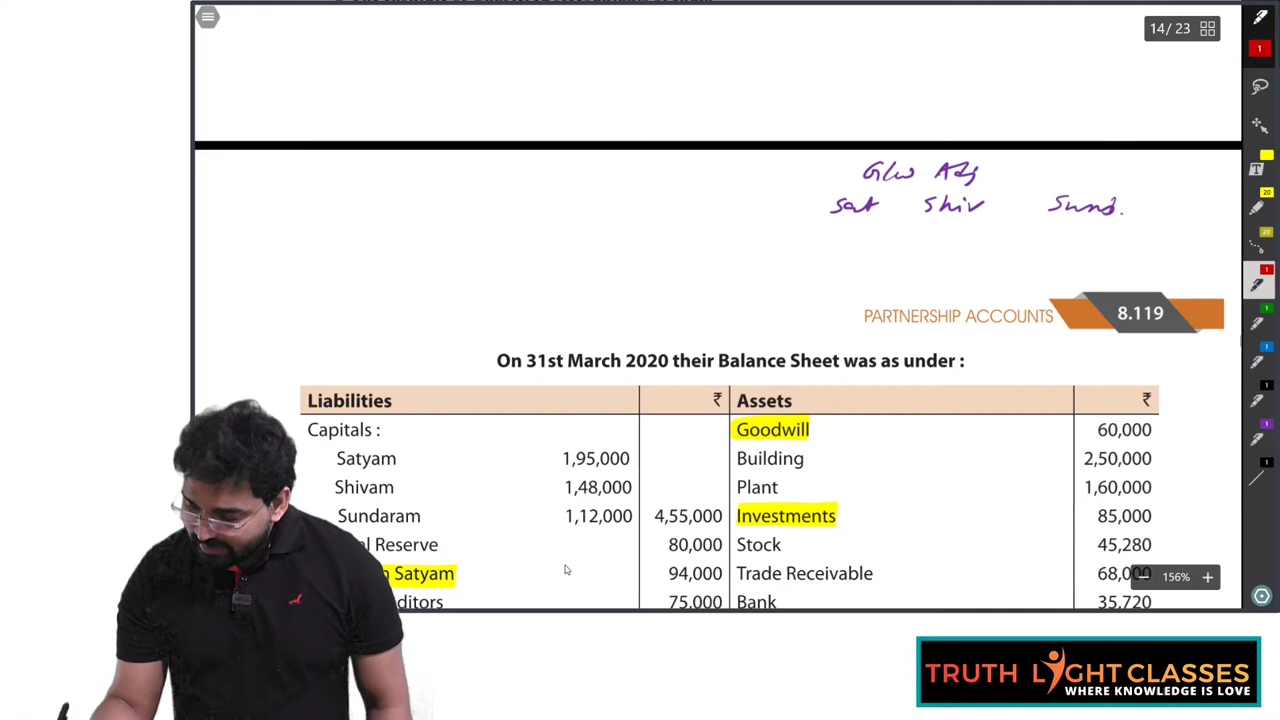 14/ 23
Glw Adj
Sat Shiv Sund.
PARTNERSHIP ACCOUNTS 8.119
On 31st March 2020 their Balance Sheet was as under :
Liabilities ₹ Assets ₹
Capitals : Goodwill 60,000
Satyam 1,95,000 Building 2,50,000
Shivam 1,48,000 Plant 1,60,000
Sundaram 1,12,000 4,55,000 Investments 85,000
Reserve 80,000 Stock 45,280
Satyam 94,000 Trade Receivable
156%
75,000 Bank 35,720
TRUTH LIGHT CLASSES
WHERE KNOWLEDGE IS LOVE